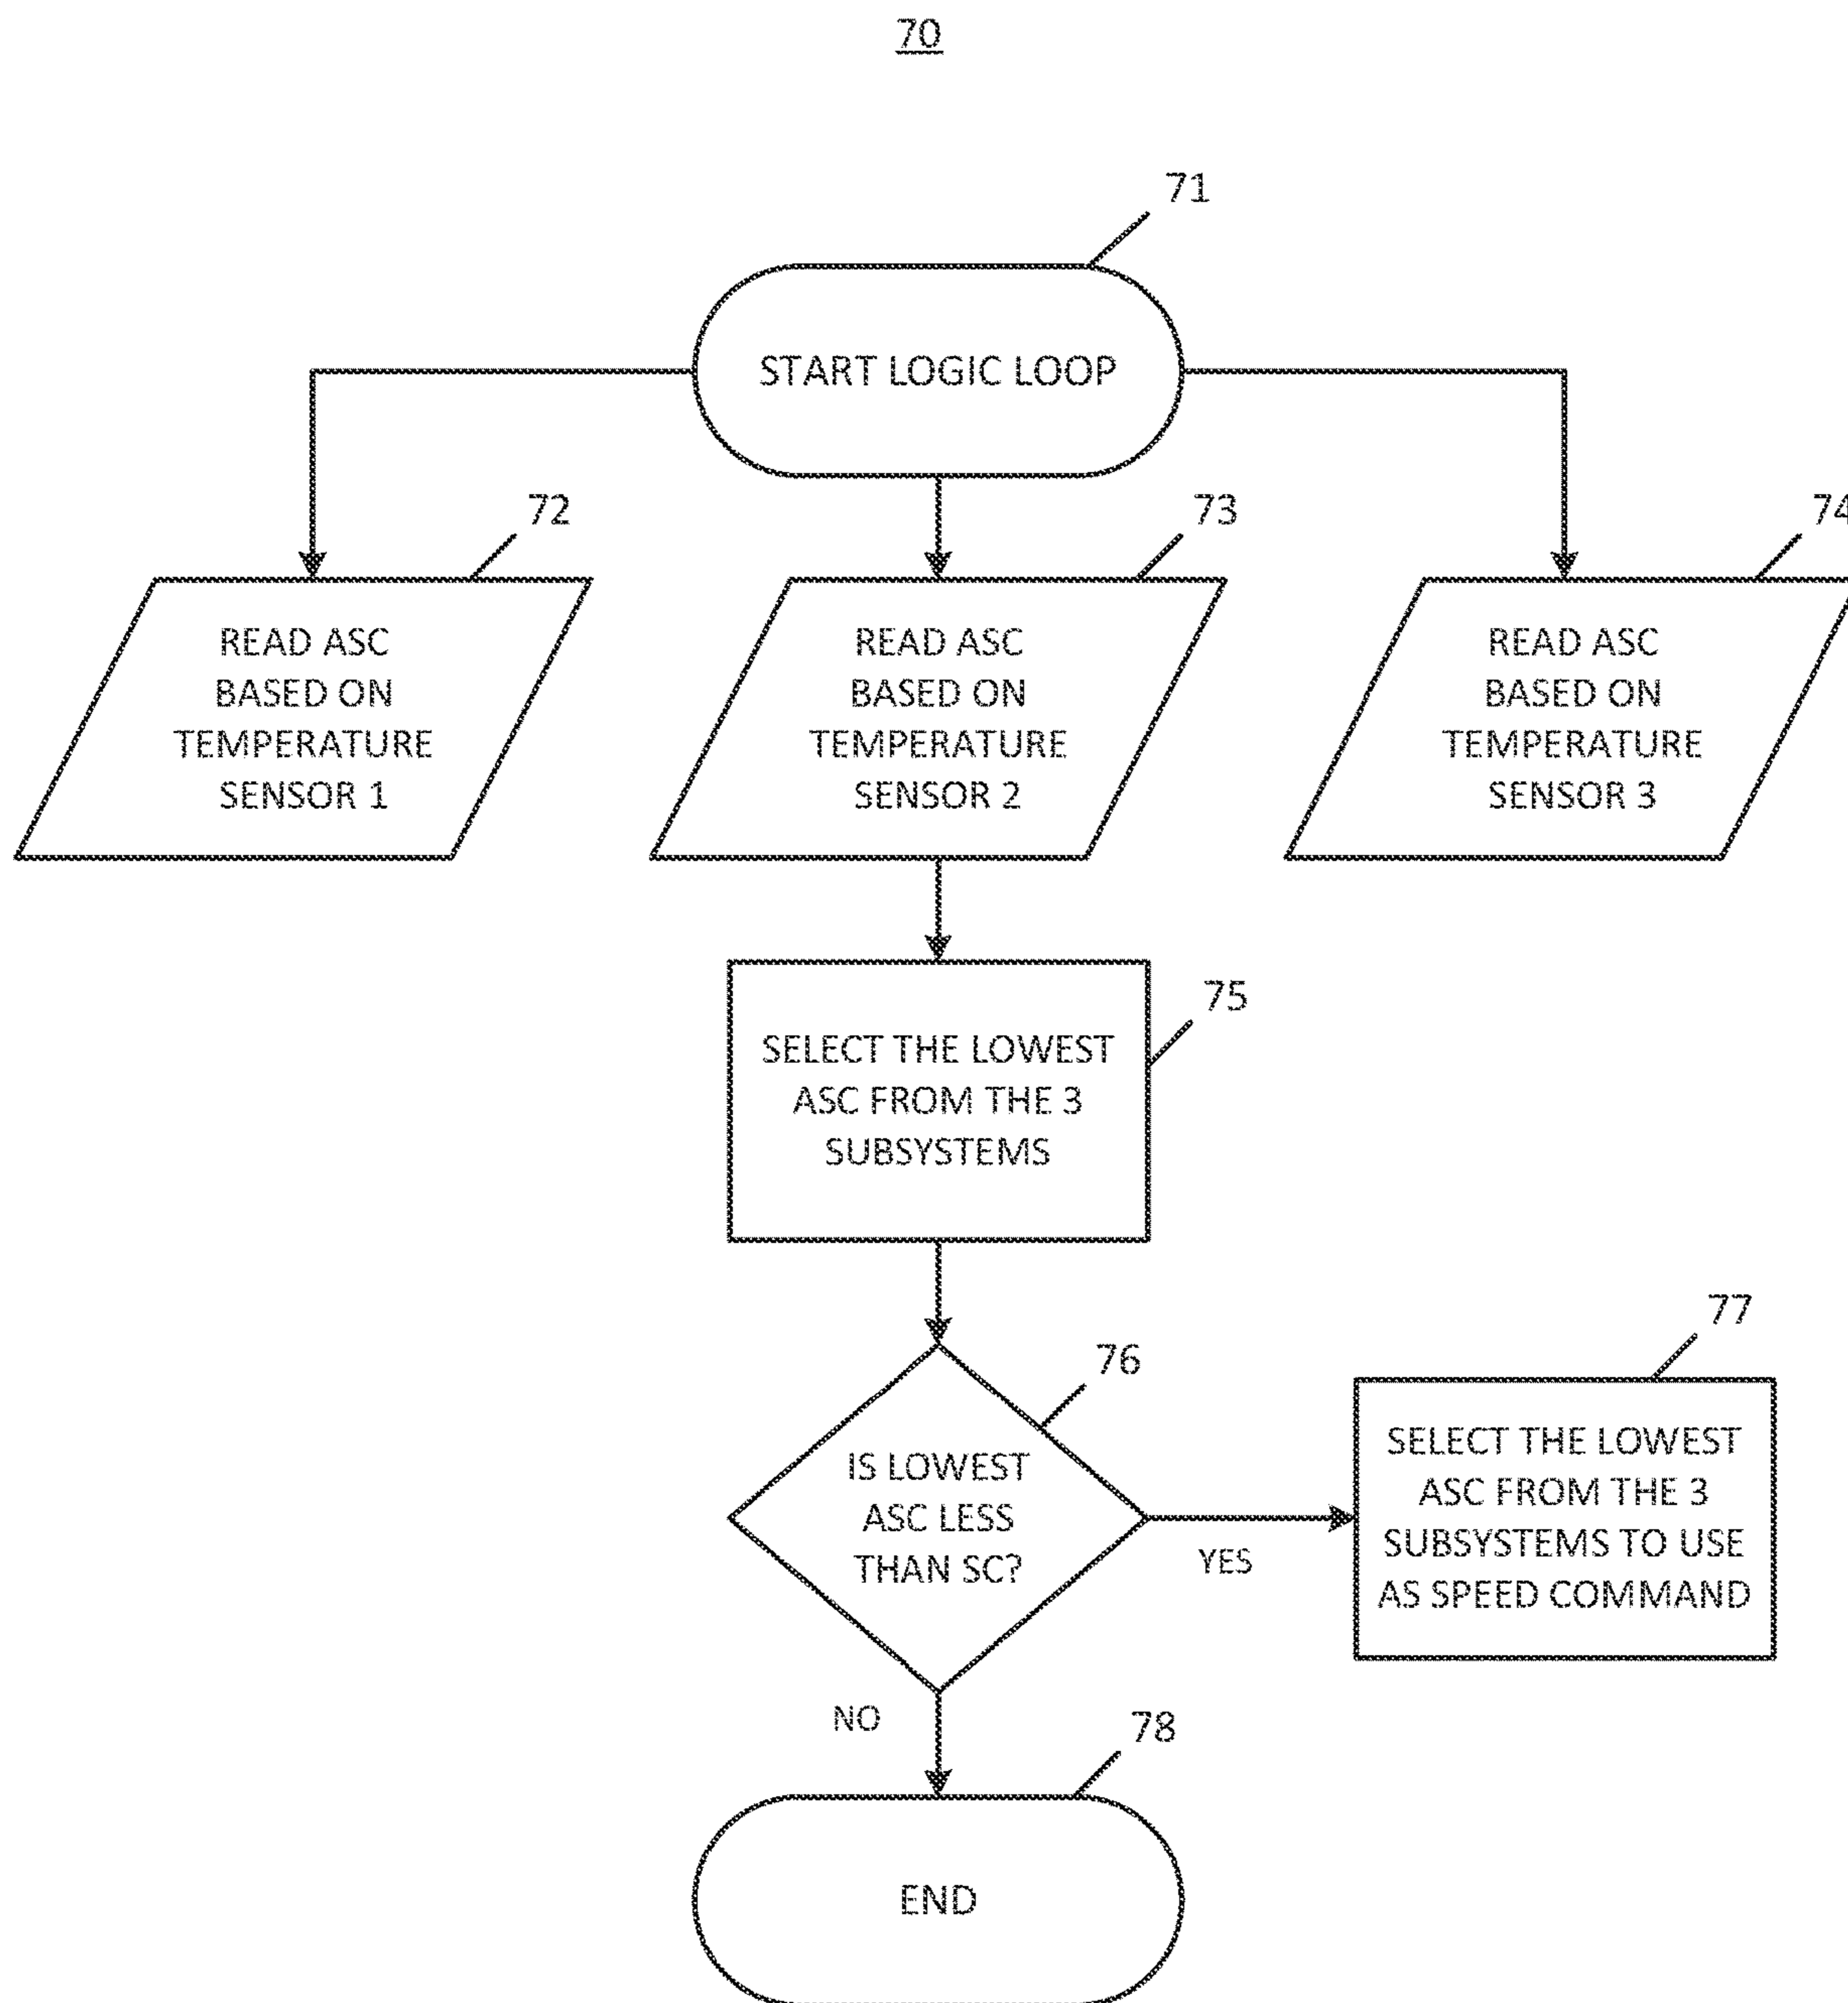 70
71
START LOGIC LOOP
72
73
74
READ ASC
BASED ON
TEMPERATURE
SENSOR 1
READ ASC
BASED ON
TEMPERATURE
SENSOR 2
READ ASC
BASED ON
TEMPERATURE
SENSOR 3
75
SELECT THE LOWEST
ASC FROM THE 3
SUBSYSTEMS
76
IS LOWEST
ASC LESS
THAN SC?
YES
77
SELECT THE LOWEST
ASC FROM THE 3
SUBSYSTEMS TO USE
AS SPEED COMMAND
NO
78
END